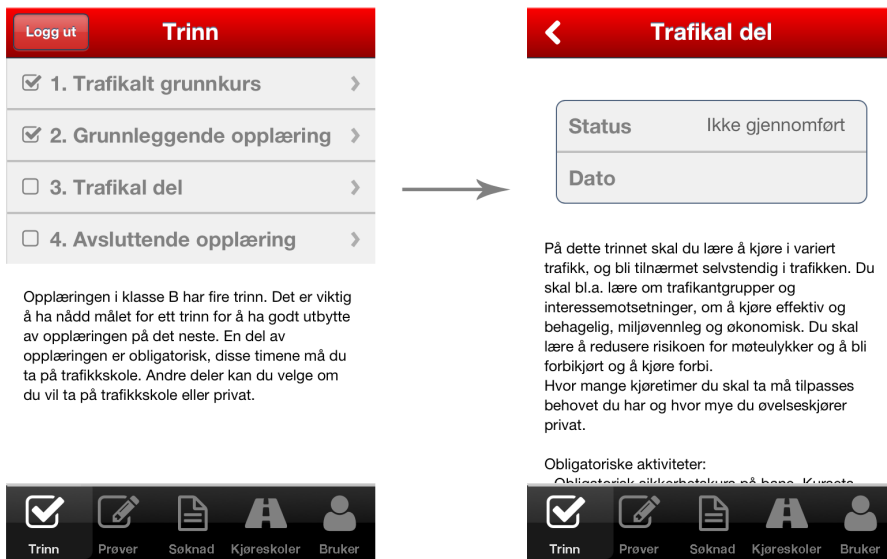 Logg ut
Trinn
1. Trafikalt grunnkurs
2. Grunnleggende opplæring
3. Trafikal del
4. Avsluttende opplæring
Opplæringen i klasse B har fire trinn. Det er viktig
å ha nådd målet for ett trinn for å ha godt utbytte
av opplæringen på det neste. En del av
opplæringen er obligatorisk, disse timene må du
ta på trafikkskole. Andre deler kan du velge om
du vil ta på trafikkskole eller privat.
Trinn
Prøver
Søknad
Kjøreskoler
Bruker
Trafikal del
Status
Ikke gjennomført
Dato
På dette trinnet skal du lære å kjøre i variert
trafikk, og bli tilnærmet selvstendig i trafikken. Du
skal bl.a. lære om trafikantgrupper og
interessemotsetninger, om å kjøre effektiv og
behagelig, miljøvennleg og økonomisk. Du skal
lære å redusere risikoen for møteulykker og å bli
forbikjørt og å kjøre forbi.
Hvor mange kjøretimer du skal ta må tilpasses
behovet du har og hvor mye du øvelseskjører
privat.
Obligatoriske aktiviteter:
- Obligatorisk sikkerhetskurs på bane. Kursets
Trinn
Prøver
Søknad
Kjøreskoler
Bruker